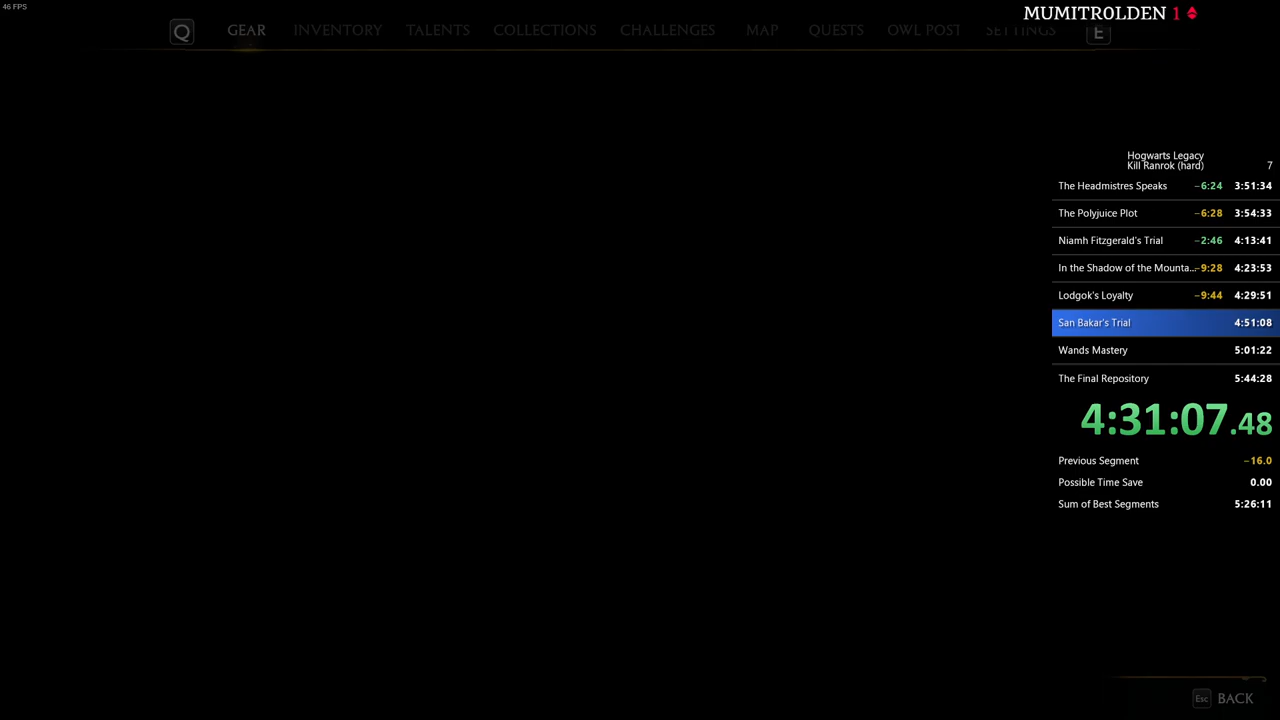 46 FPS
MUMITROLDEN 1
Q GEAR INVENTORY TALENTS COLLECTIONS CHALLENGES MAP QUESTS OWL POST SETTINGS E
Hogwarts Legacy
Kill Ranrok (hard) 7
The Headmistres Speaks -6:24 3:51:34
The Polyjuice Plot -6:28 3:54:33
Niamh Fitzgerald's Trial -2:46 4:13:41
In the Shadow of the Mounta... -9:28 4:23:53
Lodgok's Loyalty -9:44 4:29:51
San Bakar's Trial 4:51:08
Wands Mastery 5:01:22
The Final Repository 5:44:28
4:31:07.48
Previous Segment -16.0
Possible Time Save 0.00
Sum of Best Segments 5:26:11
Esc BACK